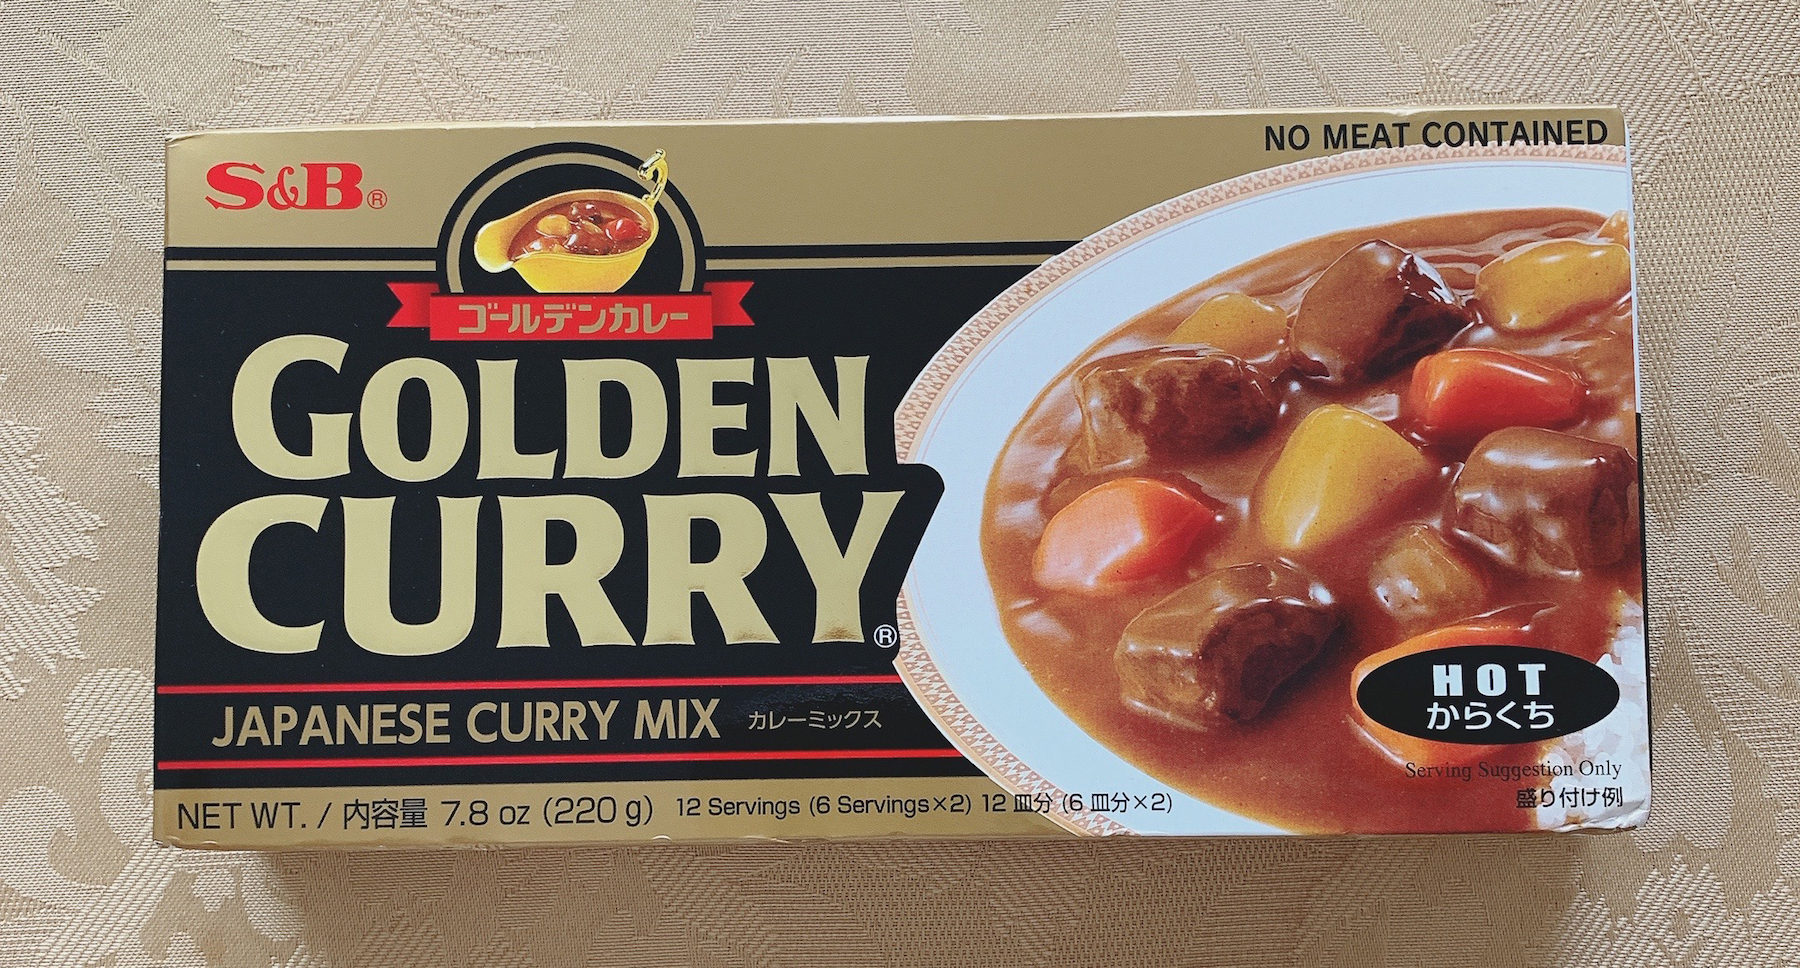 NO MEAT CONTAINED
S&B®
ゴールデンカレー
GOLDEN
CURRY®
JAPANESE CURRY MIX カレーミックス
HOT
からくち
Serving Suggestion Only
盛り付け例
NET WT. / 内容量 7.8 oz (220 g) 12 Servings (6 Servings×2) 12 皿分 (6 皿分×2)